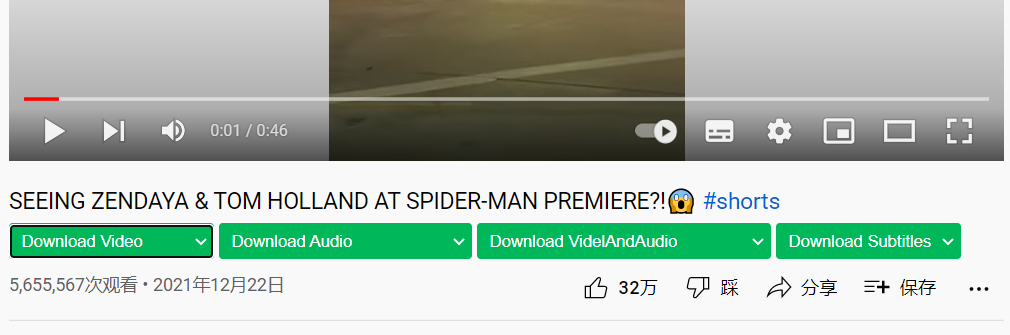 0:01 / 0:46
SEEING ZENDAYA & TOM HOLLAND AT SPIDER-MAN PREMIERE?!😱 #shorts
Download Video Download Audio Download VidelAndAudio Download Subtitles
5,655,567次观看 • 2021年12月22日 32万 踩 分享 保存